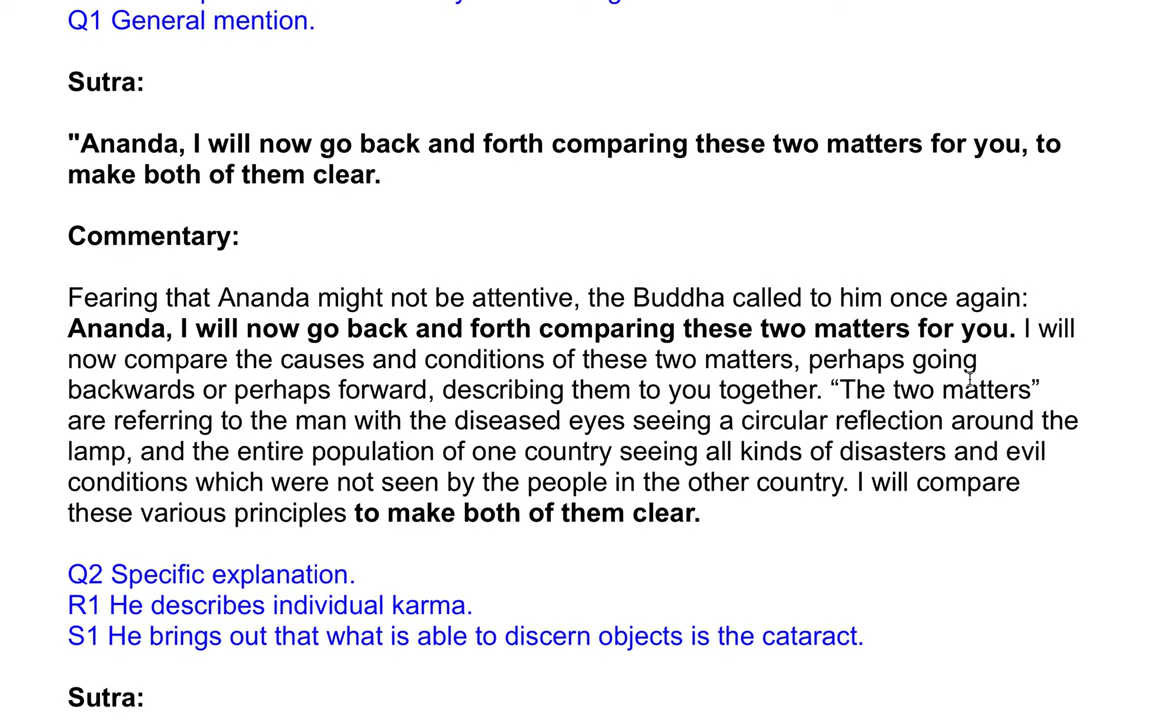 Q1 General mention.
Sutra:
"Ananda, I will now go back and forth comparing these two matters for you, to
make both of them clear.
Commentary:
Fearing that Ananda might not be attentive, the Buddha called to him once again:
Ananda, I will now go back and forth comparing these two matters for you. I will
now compare the causes and conditions of these two matters, perhaps going
backwards or perhaps forward, describing them to you together. “The two matters”
are referring to the man with the diseased eyes seeing a circular reflection around the
lamp, and the entire population of one country seeing all kinds of disasters and evil
conditions which were not seen by the people in the other country. I will compare
these various principles to make both of them clear.
Q2 Specific explanation.
R1 He describes individual karma.
S1 He brings out that what is able to discern objects is the cataract.
Sutra: